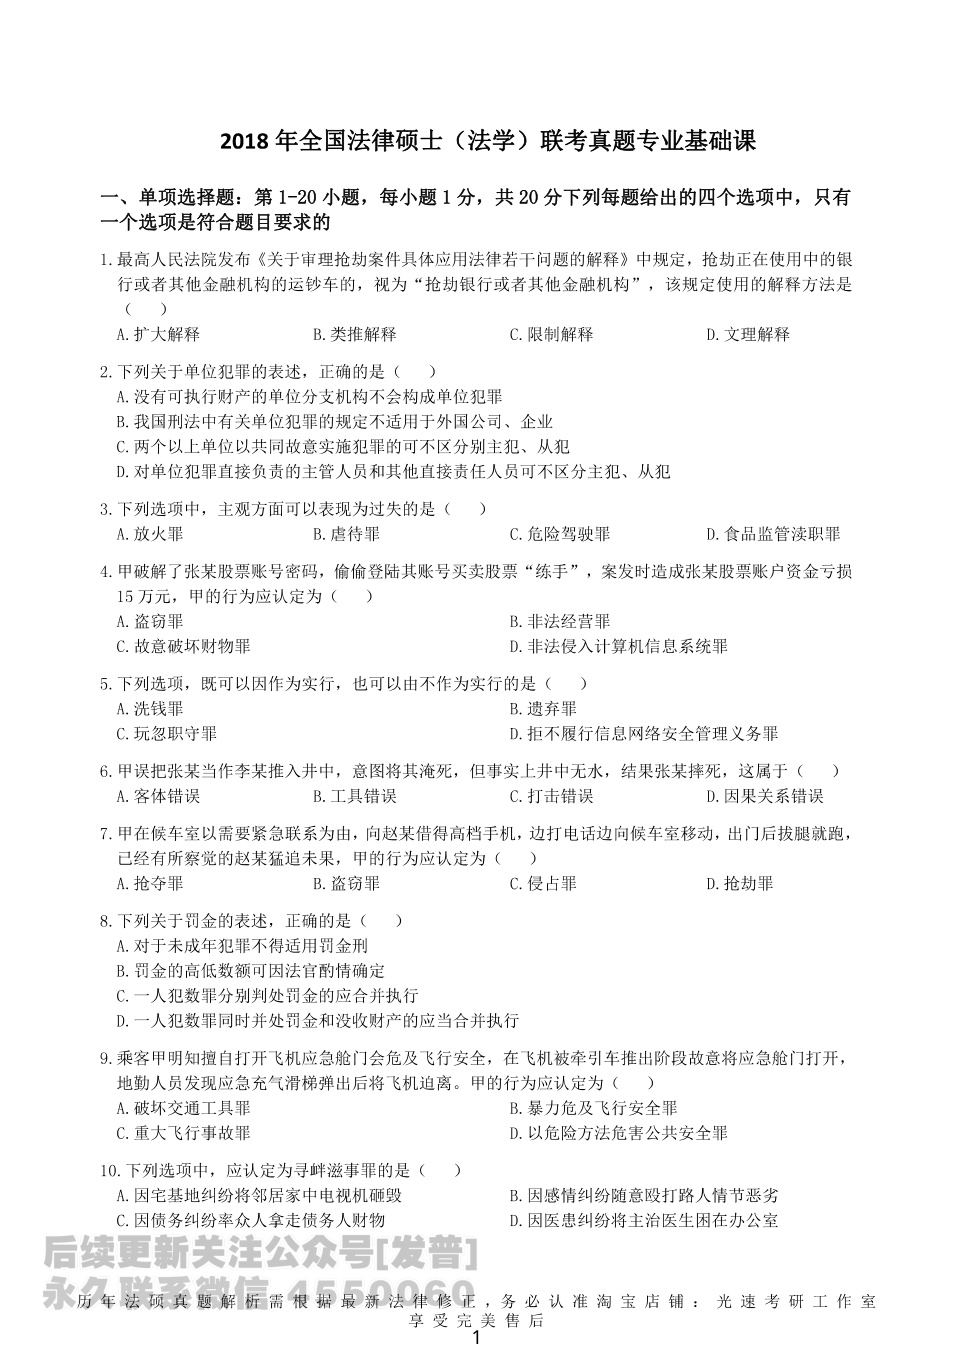 2018 年全国法律硕士（法学）联考真题专业基础课
一、单项选择题：第 1-20 小题，每小题 1 分，共 20 分下列每题给出的四个选项中，只有
一个选项是符合题目要求的
1.最高人民法院发布《关于审理抢劫案件具体应用法律若干问题的解释》中规定，抢劫正在使用中的银
行或者其他金融机构的运钞车的，视为“抢劫银行或者其他金融机构”，该规定使用的解释方法是
（ ）
A.扩大解释 B.类推解释 C.限制解释 D.文理解释
2.下列关于单位犯罪的表述，正确的是（ ）
A.没有可执行财产的单位分支机构不会构成单位犯罪
B.我国刑法中有关单位犯罪的规定不适用于外国公司、企业
C.两个以上单位以共同故意实施犯罪的可不区分别主犯、从犯
D.对单位犯罪直接负责的主管人员和其他直接责任人员可不区分主犯、从犯
3.下列选项中，主观方面可以表现为过失的是（ ）
A.放火罪 B.虐待罪 C.危险驾驶罪 D.食品监管渎职罪
4.甲破解了张某股票账号密码，偷偷登陆其账号买卖股票“练手”，案发时造成张某股票账户资金亏损
15 万元，甲的行为应认定为（ ）
A.盗窃罪 B.非法经营罪
C.故意破坏财物罪 D.非法侵入计算机信息系统罪
5.下列选项，既可以因作为实行，也可以由不作为实行的是（ ）
A.洗钱罪 B.遗弃罪
C.玩忽职守罪 D.拒不履行信息网络安全管理义务罪
6.甲误把张某当作李某推入井中，意图将其淹死，但事实上井中无水，结果张某摔死，这属于（ ）
A.客体错误 B.工具错误 C.打击错误 D.因果关系错误
7.甲在候车室以需要紧急联系为由，向赵某借得高档手机，边打电话边向候车室移动，出门后拔腿就跑，
已经有所察觉的赵某猛追未果，甲的行为应认定为（ ）
A.抢夺罪 B.盗窃罪 C.侵占罪 D.抢劫罪
8.下列关于罚金的表述，正确的是（ ）
A.对于未成年犯罪不得适用罚金刑
B.罚金的高低数额可因法官酌情确定
C.一人犯数罪分别判处罚金的应合并执行
D.一人犯数罪同时并处罚金和没收财产的应当合并执行
9.乘客甲明知擅自打开飞机应急舱门会危及飞行安全，在飞机被牵引车推出阶段故意将应急舱门打开，
地勤人员发现应急充气滑梯弹出后将飞机迫离。甲的行为应认定为（ ）
A.破坏交通工具罪 B.暴力危及飞行安全罪
C.重大飞行事故罪 D.以危险方法危害公共安全罪
10.下列选项中，应认定为寻衅滋事罪的是（ ）
A.因宅基地纠纷将邻居家中电视机砸毁 B.因感情纠纷随意殴打路人情节恶劣
C.因债务纠纷率众人拿走债务人财物 D.因医患纠纷将主治医生困在办公室
后续更新关注公众号[发普]
永久联系微信 4550060
历年法硕真题解析需根据最新法律修正,务必认准淘宝店铺：光速考研工作室
享受完美售后
1